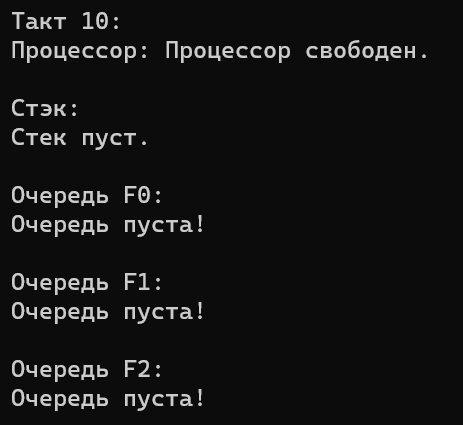 Такт 10:
Процессор: Процессор свободен.
Стэк:
Стек пуст.
Очередь F0:
Очередь пуста!
Очередь F1:
Очередь пуста!
Очередь F2:
Очередь пуста!